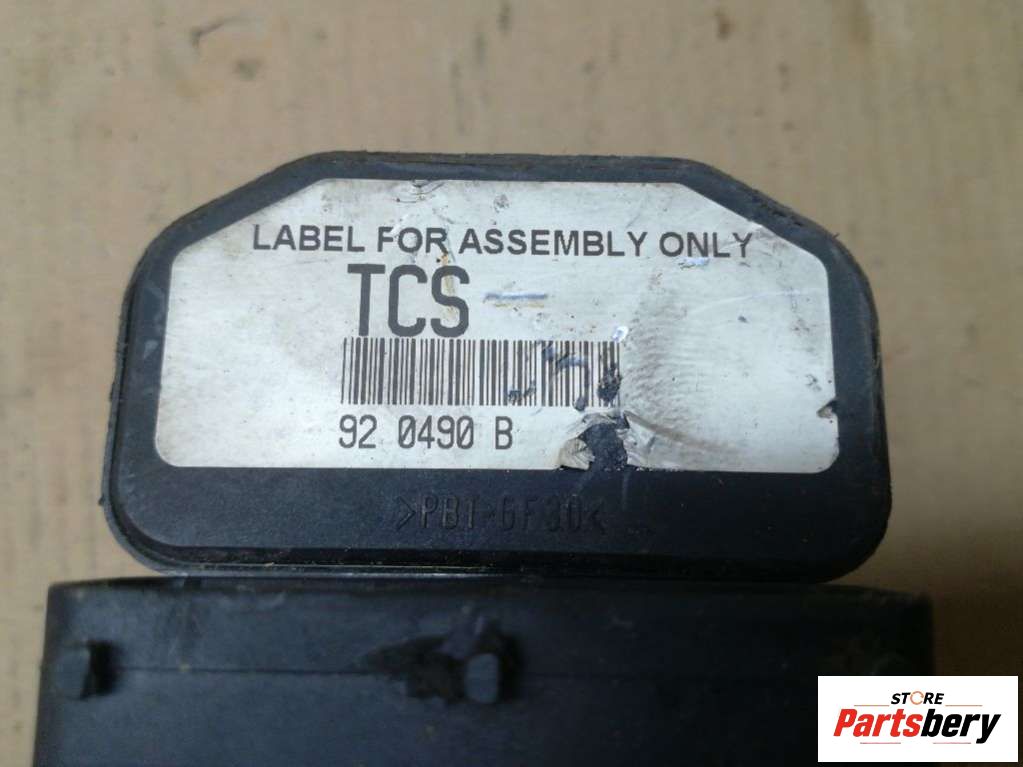 LABEL FOR ASSEMBLY ONLY
TCS
92 0490 B
>PBT-GF30<
STORE
Partsbery